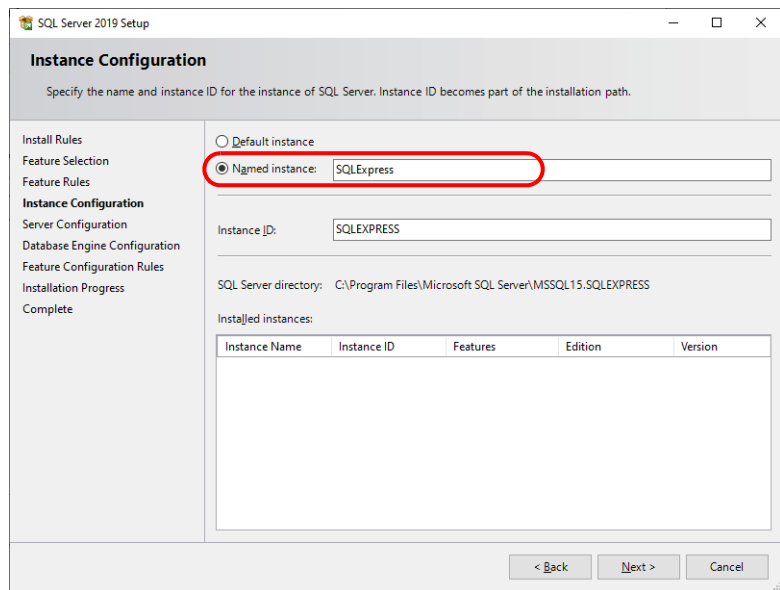 SQL Server 2019 Setup
Instance Configuration
Specify the name and instance ID for the instance of SQL Server. Instance ID becomes part of the installation path.
Install Rules
Feature Selection
Feature Rules
Instance Configuration
Server Configuration
Database Engine Configuration
Feature Configuration Rules
Installation Progress
Complete
Default instance
Named instance: SQLExpress
Instance ID: SQLEXPRESS
SQL Server directory: C:\Program Files\Microsoft SQL Server\MSSQL15.SQLEXPRESS
Installed instances:
Instance Name Instance ID Features Edition Version
< Back Next > Cancel